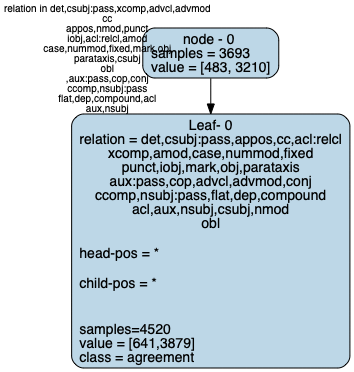 relation in det,csubj:pass,xcomp,advcl,advmod
cc
appos,nmod,punct
iobj,acl:relcl,amod
case,nummod,fixed,mark,obj
parataxis,csubj
obl
,aux:pass,cop,conj
ccomp,nsubj:pass
flat,dep,compound,acl
aux,nsubj
node - 0
samples = 3693
value = [483, 3210]
Leaf- 0
relation = det,csubj:pass,appos,cc,acl:relcl
xcomp,amod,case,nummod,fixed
punct,iobj,mark,obj,parataxis
aux:pass,cop,advcl,advmod,conj
ccomp,nsubj:pass,flat,dep,compound
acl,aux,nsubj,csubj,nmod
obl
head-pos = *
child-pos = *
samples=4520
value = [641,3879]
class = agreement